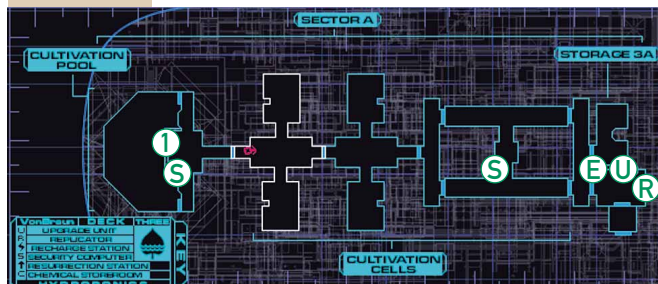 SECTOR A
CULTIVATION
POOL
STORAGE 3A
1
S
S
E
U
R
VonBraun DECK THREE
U UPGRADE UNIT
R REPLICATOR
RECHARGE STATION
S SECURITY COMPUTER
RESURRECTION STATION
C CHEMICAL STOREROOM
KEY
HYDROPONICS
CULTIVATION
CELLS